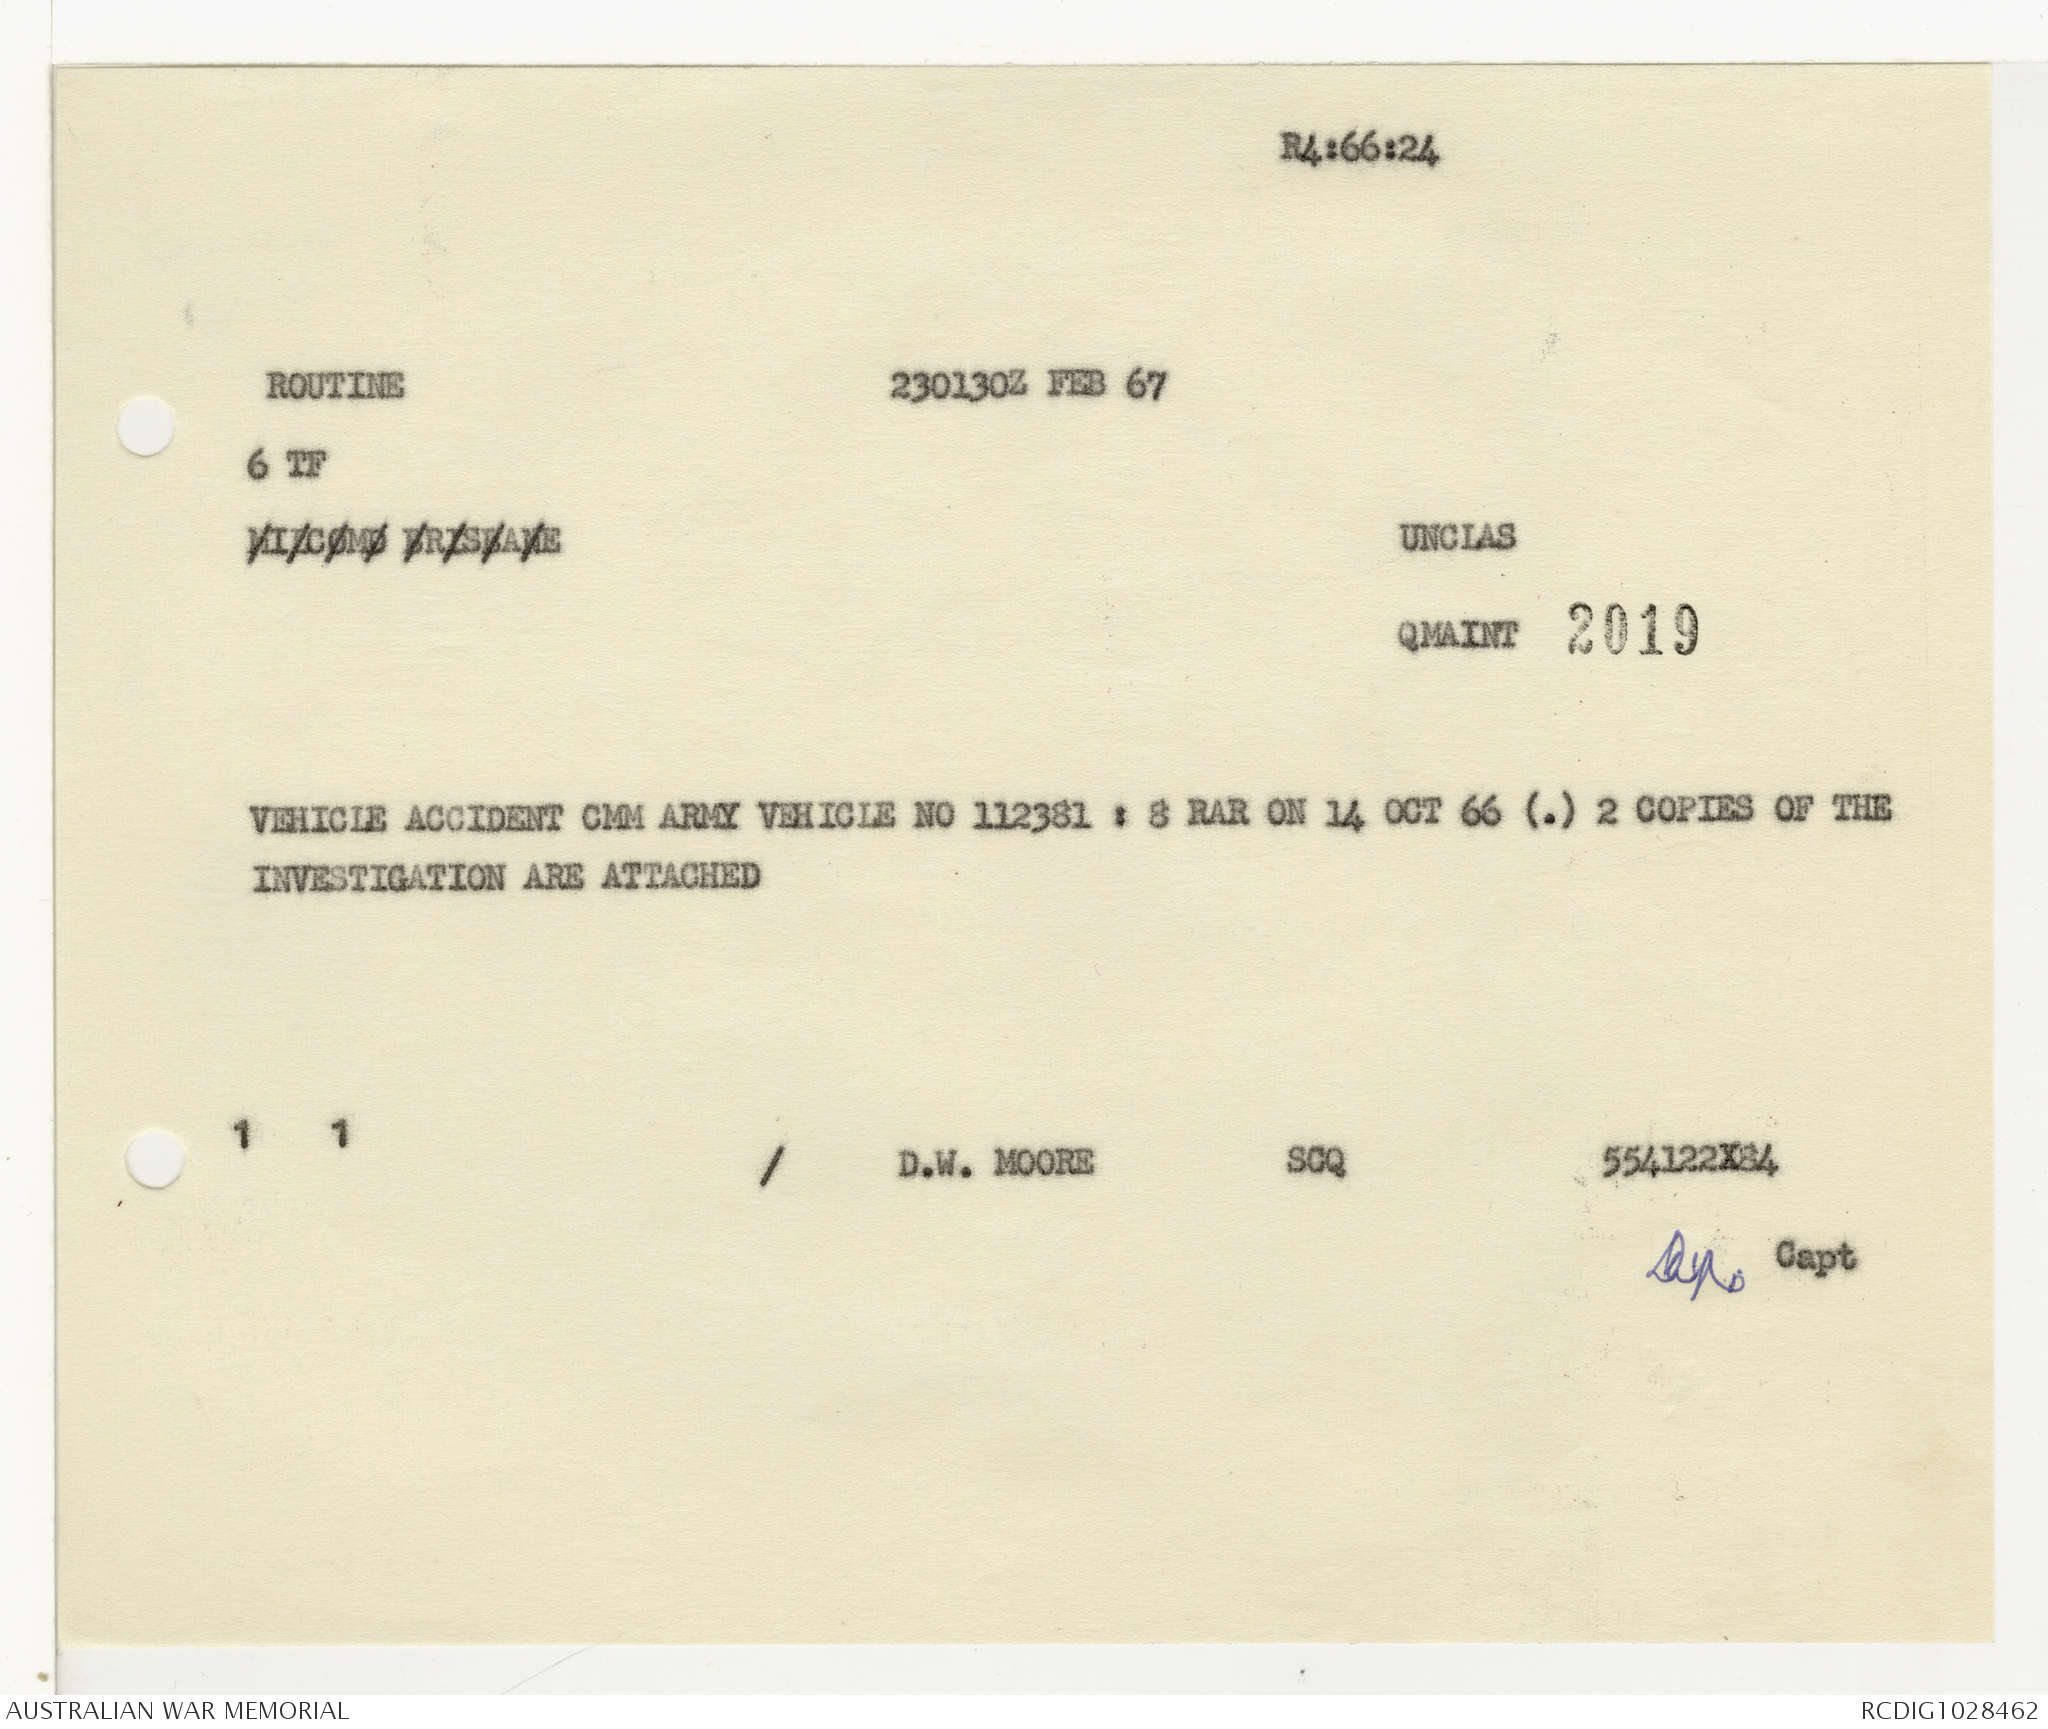 R4:66:24
ROUTINE 230130Z FEB 67
6 TF
MILCOMD BRISBANE UNCLAS
QMAINT 2019
VEHICLE ACCIDENT CMM ARMY VEHICLE NO 112381 : 8 RAR ON 14 OCT 66 (.) 2 COPIES OF THE
INVESTIGATION ARE ATTACHED
1 1 / D.W. MOORE SCQ 554122X84
Capt
AUSTRALIAN WAR MEMORIAL RCDIG1028462